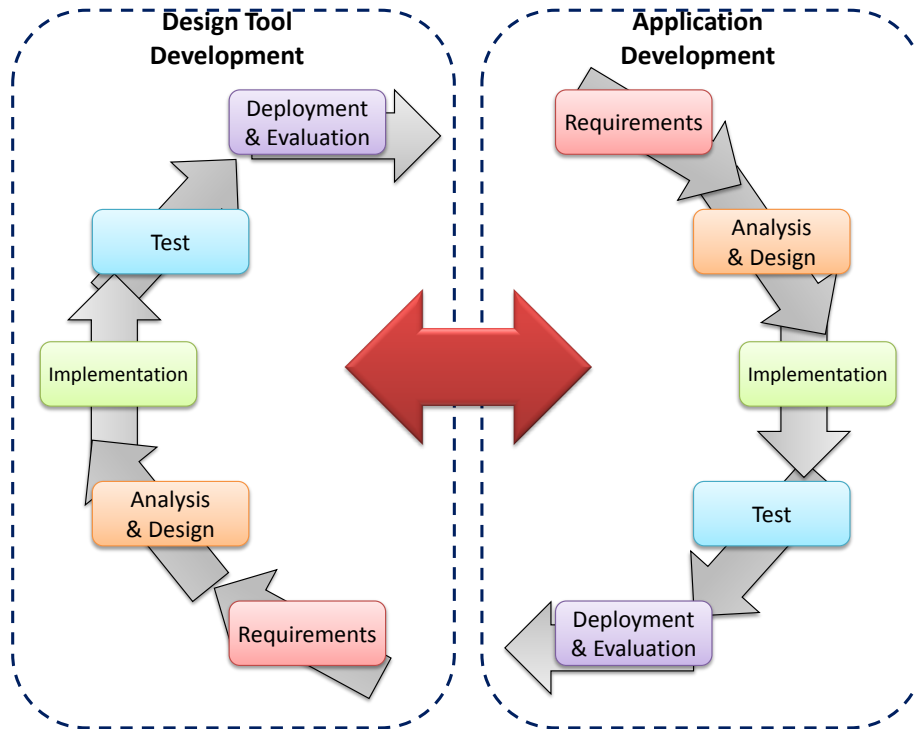 Design Tool
Development
Deployment
& Evaluation
Test
Implementation
Analysis
& Design
Requirements
Application
Development
Requirements
Analysis
& Design
Implementation
Test
Deployment
& Evaluation